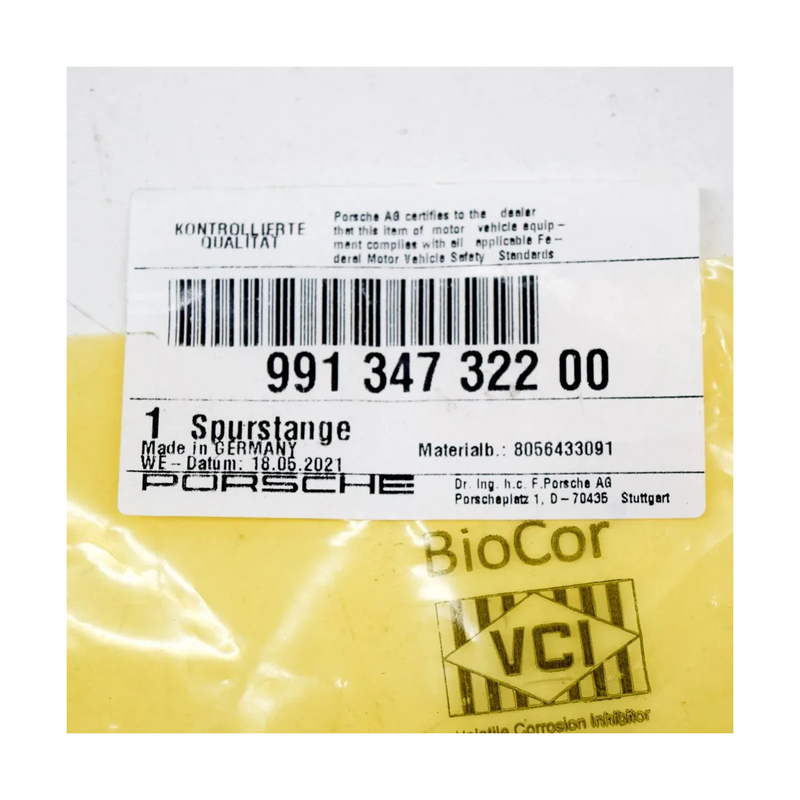 KONTROLLIERTE
QUALITÄT
Porsche AG certifies to the dealer
that this item of motor vehicle equip-
ment complies with all applicable Fe-
deral Motor Vehicle Safety Standards
991 347 322 00
1 Spurstange
Made in GERMANY
WE-Datum: 18.05.2021
Materialb.: 8056433091
PORSCHE
Dr. Ing. h.c. F.Porsche AG
Porscheplatz 1, D-70435 Stuttgart
BioCor
VCI
Volatile Corrosion Inhibitor